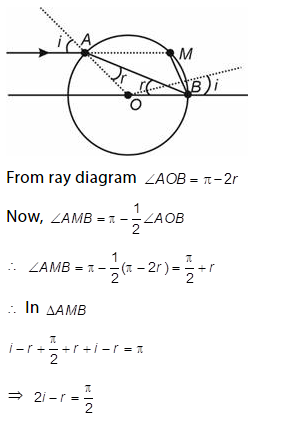 i A M
r r B i
O
From ray diagram ∠AOB = π−2r
Now, ∠AMB = π − 1/2 ∠AOB
∴ ∠AMB = π − 1/2 (π − 2r) = π/2 + r
∴ In ΔAMB
i − r + π/2 + r + i − r = π
⇒ 2i − r = π/2